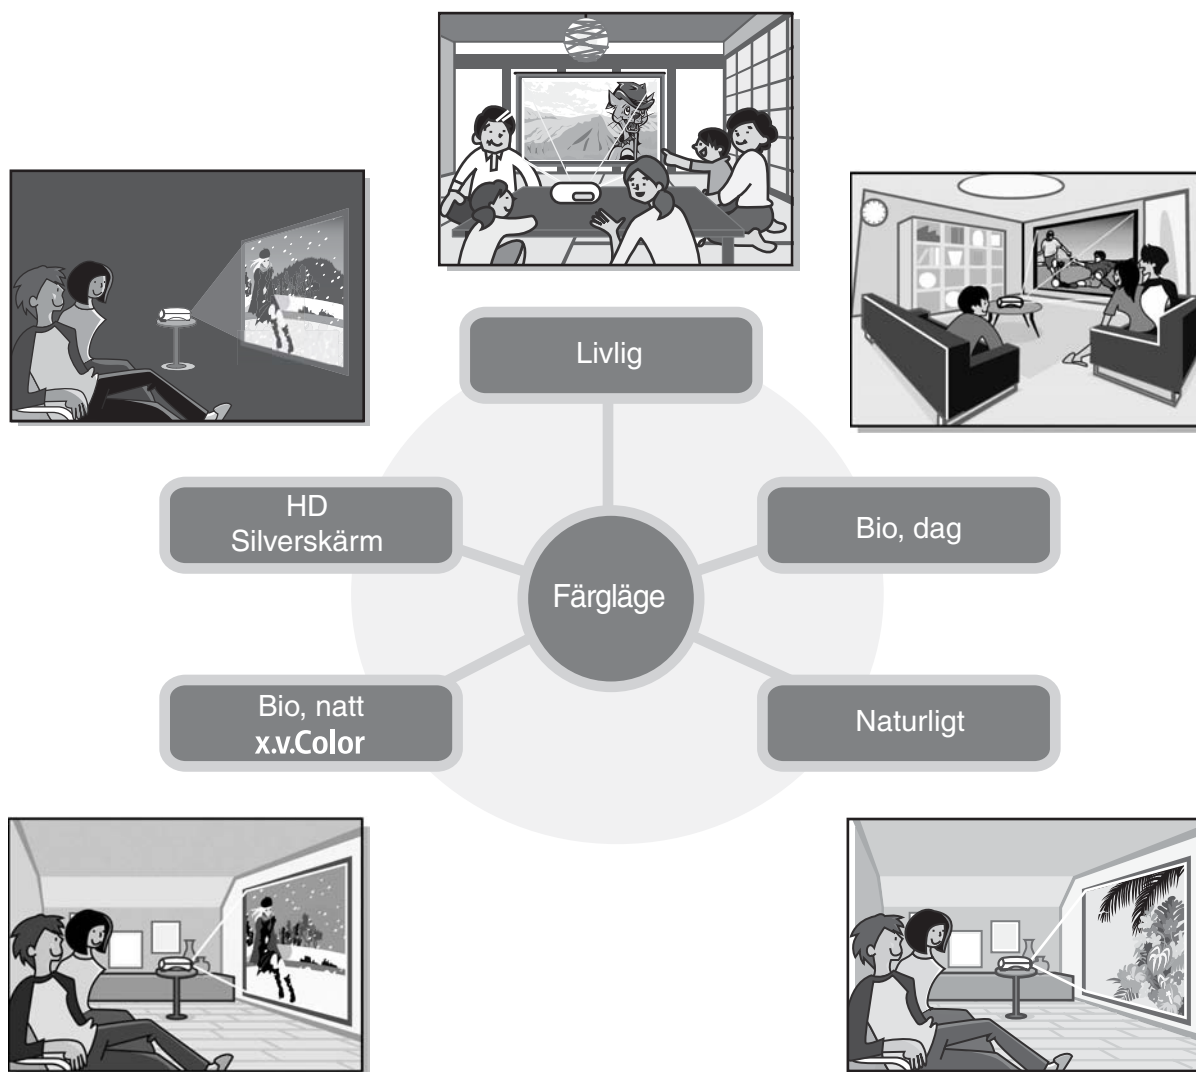 Livlig
HD
Silverskärm
Bio, dag
Färgläge
Bio, natt
x.v.Color
Naturligt